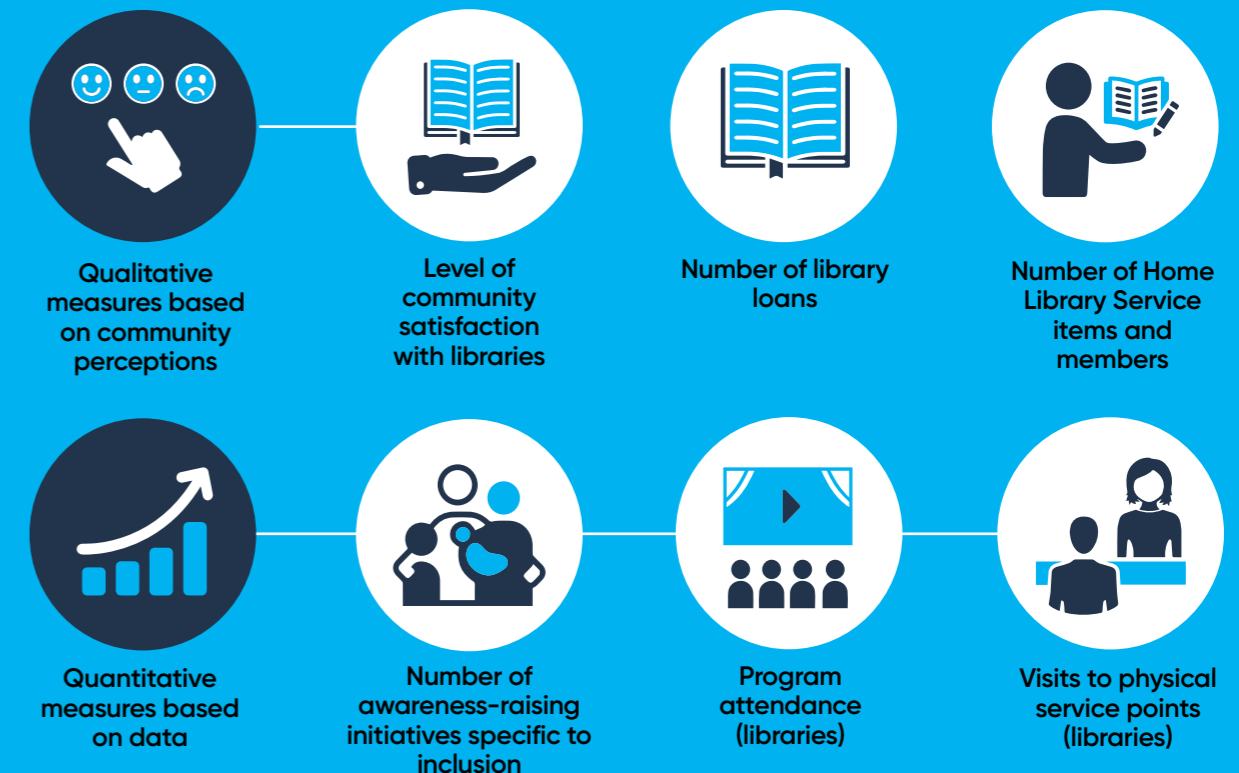 Qualitative
measures based
on community
perceptions
Level of
community
satisfaction
with libraries
Number of library
loans
Number of Home
Library Service
items and
members
Quantitative
measures based
on data
Number of
awareness-raising
initiatives specific to
inclusion
Program
attendance
(libraries)
Visits to physical
service points
(libraries)